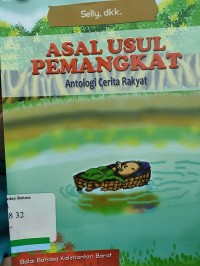 Selly, dkk.
ASAL USUL
PEMANGKAT
Antologi Cerita Rakyat
8 32
Balai Bahasa Kalimantan Barat